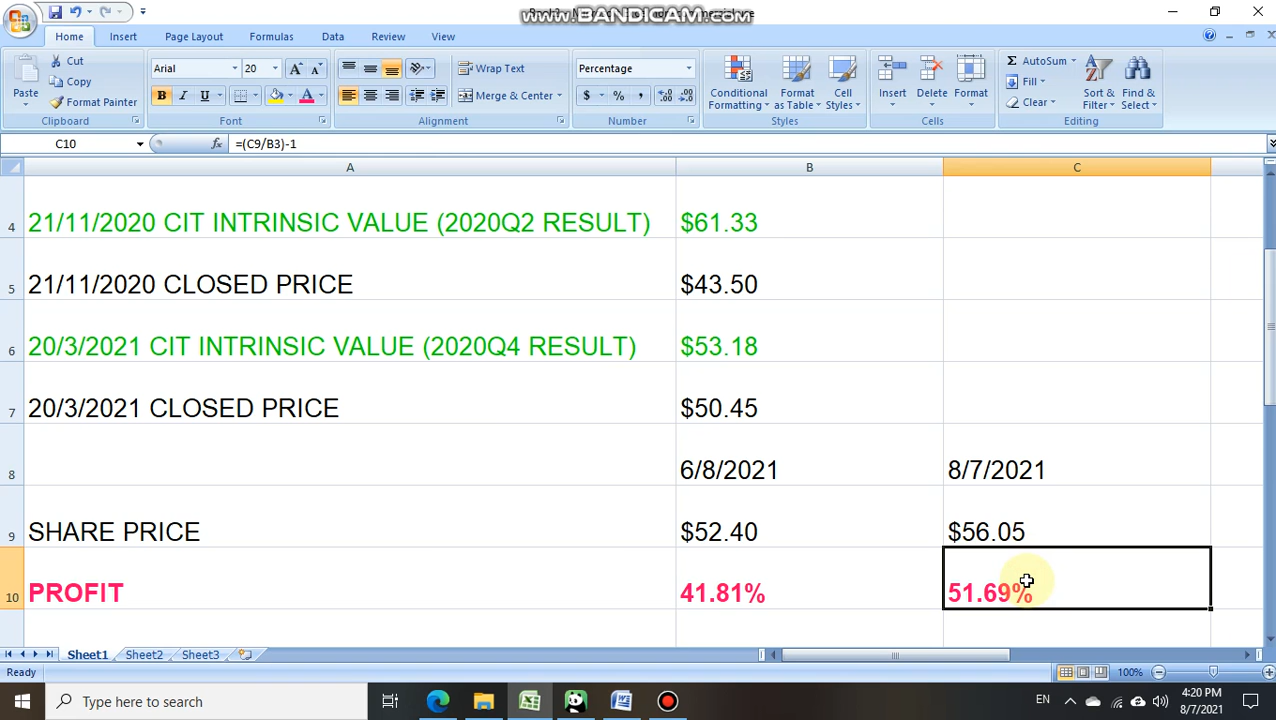 www.BANDICAM.com
Home Insert Page Layout Formulas Data Review View
Paste Cut Copy Format Painter Clipboard
Arial 20 A A B I U A Font
Wrap Text Merge & Center Alignment
Percentage $ % , Number
Conditional Formatting Format as Table Cell Styles Styles
Insert Delete Format Cells
Σ AutoSum Fill Clear Sort & Filter Find & Select Editing
C10 fx =(C9/B3)-1
A B C
4 21/11/2020 CIT INTRINSIC VALUE (2020Q2 RESULT) $61.33
5 21/11/2020 CLOSED PRICE $43.50
6 20/3/2021 CIT INTRINSIC VALUE (2020Q4 RESULT) $53.18
7 20/3/2021 CLOSED PRICE $50.45
8 6/8/2021 8/7/2021
9 SHARE PRICE $52.40 $56.05
10 PROFIT 41.81% 51.69%
Sheet1 Sheet2 Sheet3
Ready 100%
Type here to search EN 4:20 PM
8/7/2021